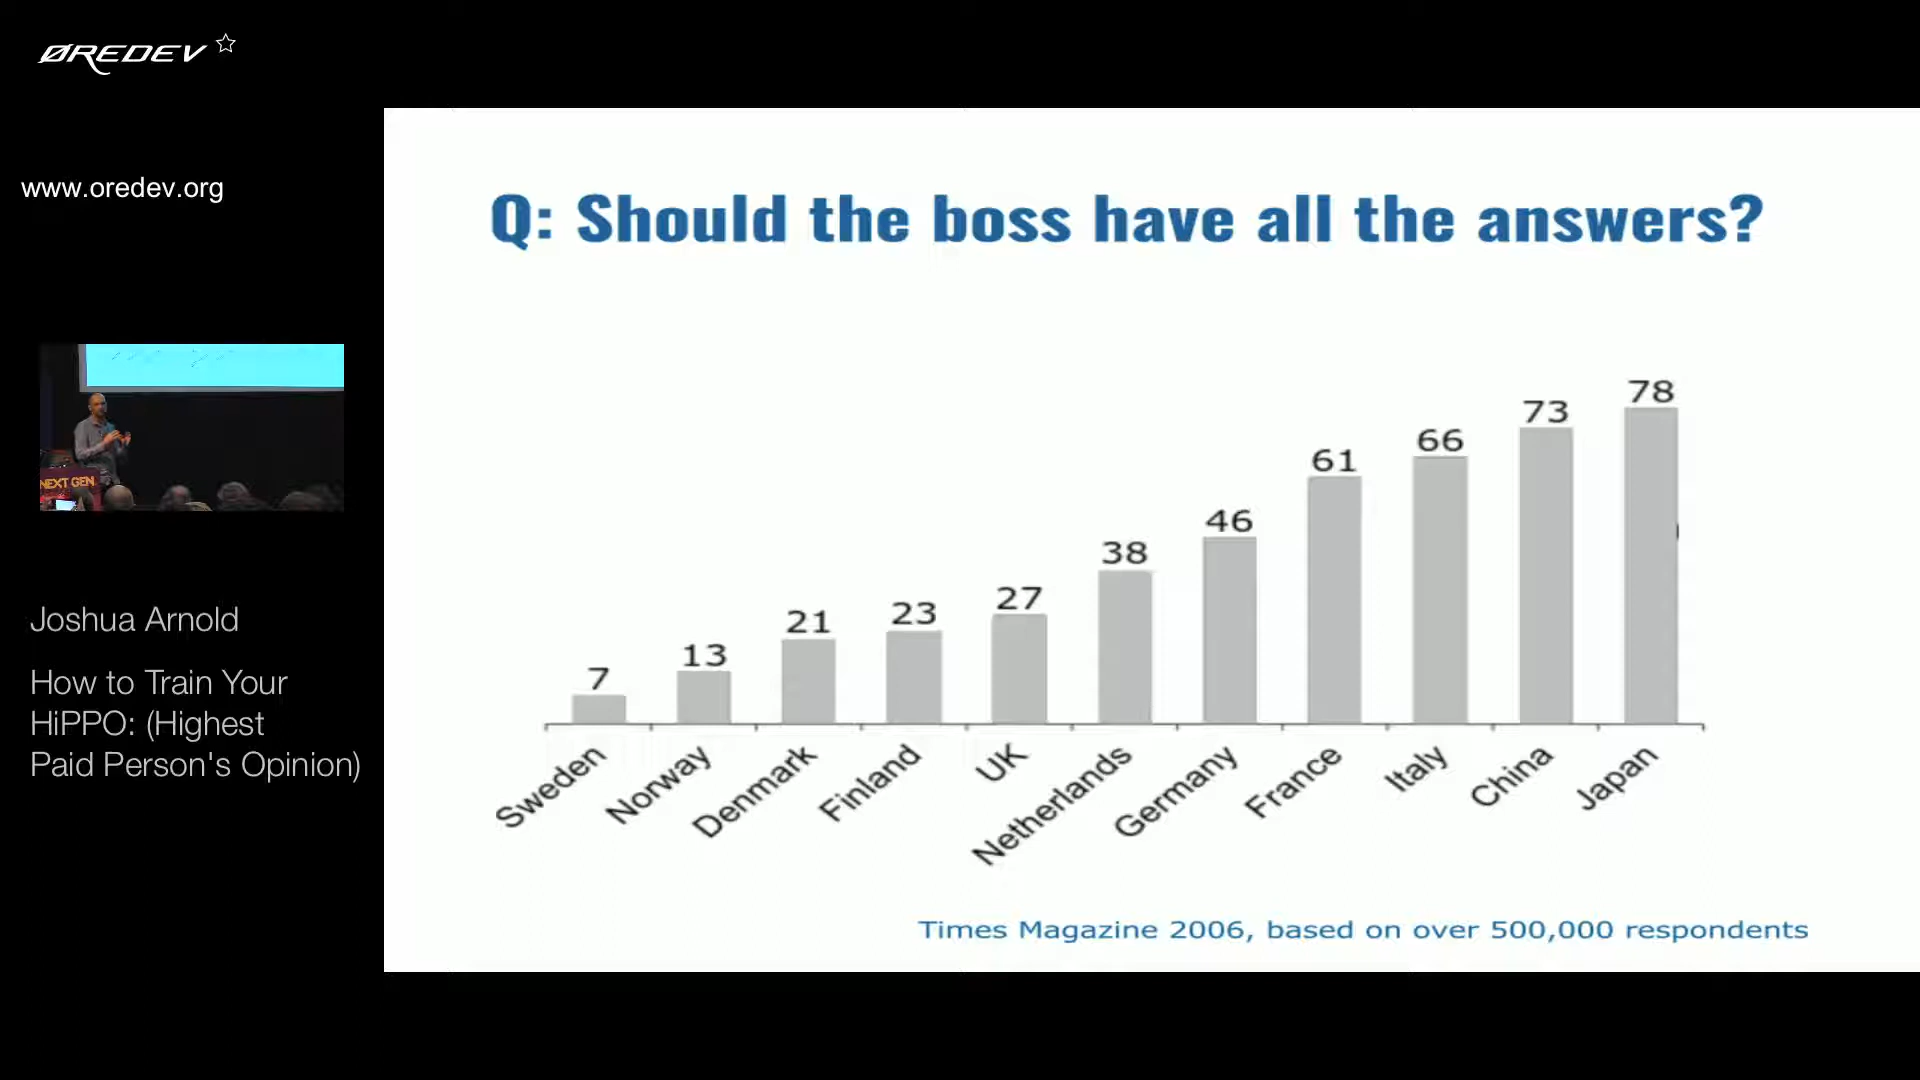 ØREDEV
www.oredev.org
Q: Should the boss have all the answers?
7
13
21
23
27
38
46
61
66
73
78
Sweden
Norway
Denmark
Finland
UK
Netherlands
Germany
France
Italy
China
Japan
Times Magazine 2006, based on over 500,000 respondents
NEXT GEN
Joshua Arnold
How to Train Your
HiPPO: (Highest
Paid Person's Opinion)